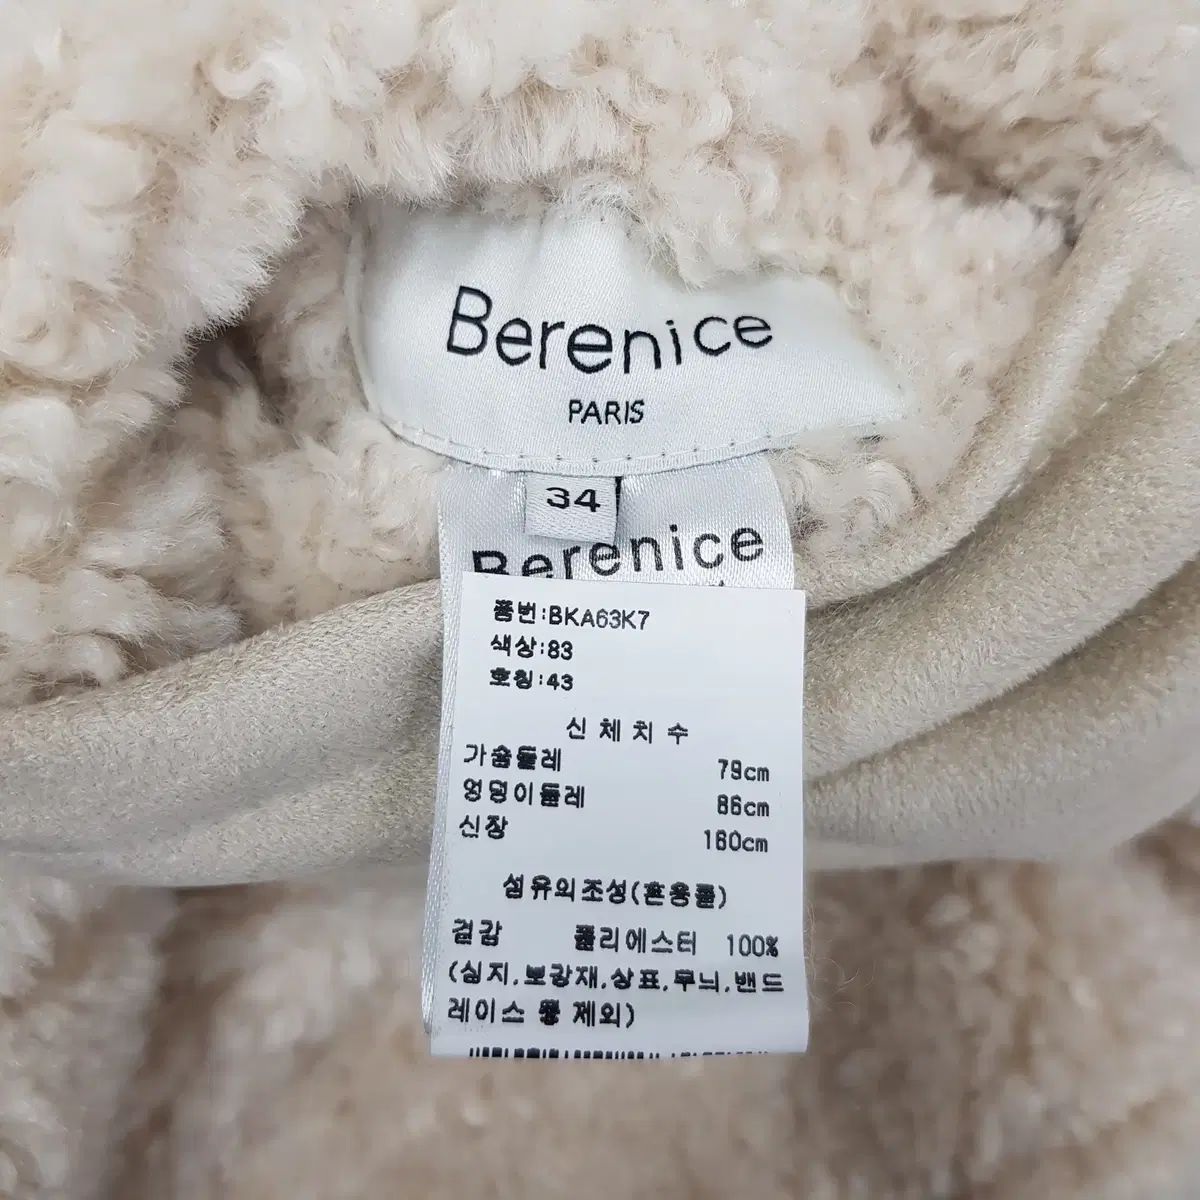 Berenice
PARIS
34
Berenice
품번:BKA63K7
색상:83
호칭:43
신체치수
가슴둘레 79cm
엉덩이둘레 86cm
신장 160cm
섬유의조성(혼용률)
겉감 폴리에스터 100%
(심지,보강재,상표,무늬,밴드
레이스 등 제외)